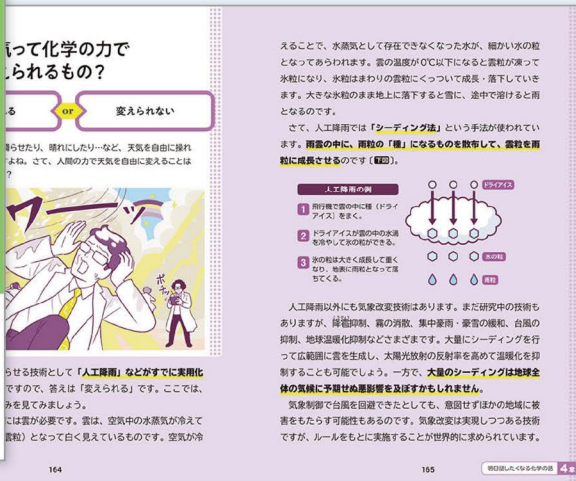 気って化学の力で
えられるもの？
る
or
変えられない
降らせたり、晴れにしたり…など、天気を自由に操れ
すよね。さて、人間の力で天気を自由に変えることは
？
ワーッ
ポチッ
らせる技術として「人工降雨」などがすでに実用化
ですので、答えは「変えられる」です。ここでは、
みを見てみましょう。
には雲が必要です。雲は、空気中の水蒸気が冷えて
雲粒）となって白く見えているものです。空気が冷
164
えることで、水蒸気として存在できなくなった水が、細かい水の粒
となってあらわれます。雲の温度が0℃以下になると雲粒が凍って
氷粒になり、氷粒はまわりの雲粒にくっついて成長・落下していき
ます。大きな氷粒のまま地上に落下すると雪に、途中で溶けると雨
となるのです。
さて、人工降雨では「シーディング法」という手法が使われてい
ます。雨雲の中に、雨粒の「種」になるものを散布して、雲粒を雨
粒に成長させるのです〔下図〕。
人工降雨の例
1 飛行機で雲の中に種（ドライ
アイス）をまく。
2 ドライアイスが雲の中の水滴
を冷やして氷の粒ができる。
3 氷の粒は大きく成長して重く
なり、地表に雨粒となって落
ちてくる。
ドライアイス
氷の粒
雨粒
人工降雨以外にも気象改変技術はあります。まだ研究中の技術も
ありますが、降雹抑制、霧の消散、集中豪雨・豪雪の緩和、台風の
抑制、地球温暖化抑制などさまざまです。大量にシーディングを行
って広範囲に雲を生成し、太陽光放射の反射率を高めて温暖化を抑
制することも可能でしょう。一方で、大量のシーディングは地球全
体の気候に予期せぬ悪影響を及ぼすかもしれません。
気象制御で台風を回避できたとしても、意図せずほかの地域に被
害をもたらす可能性もあるのです。気象改変は実現しつつある技術
ですが、ルールをもとに実施することが世界的に求められています。
165
明日話したくなる化学の話
4章